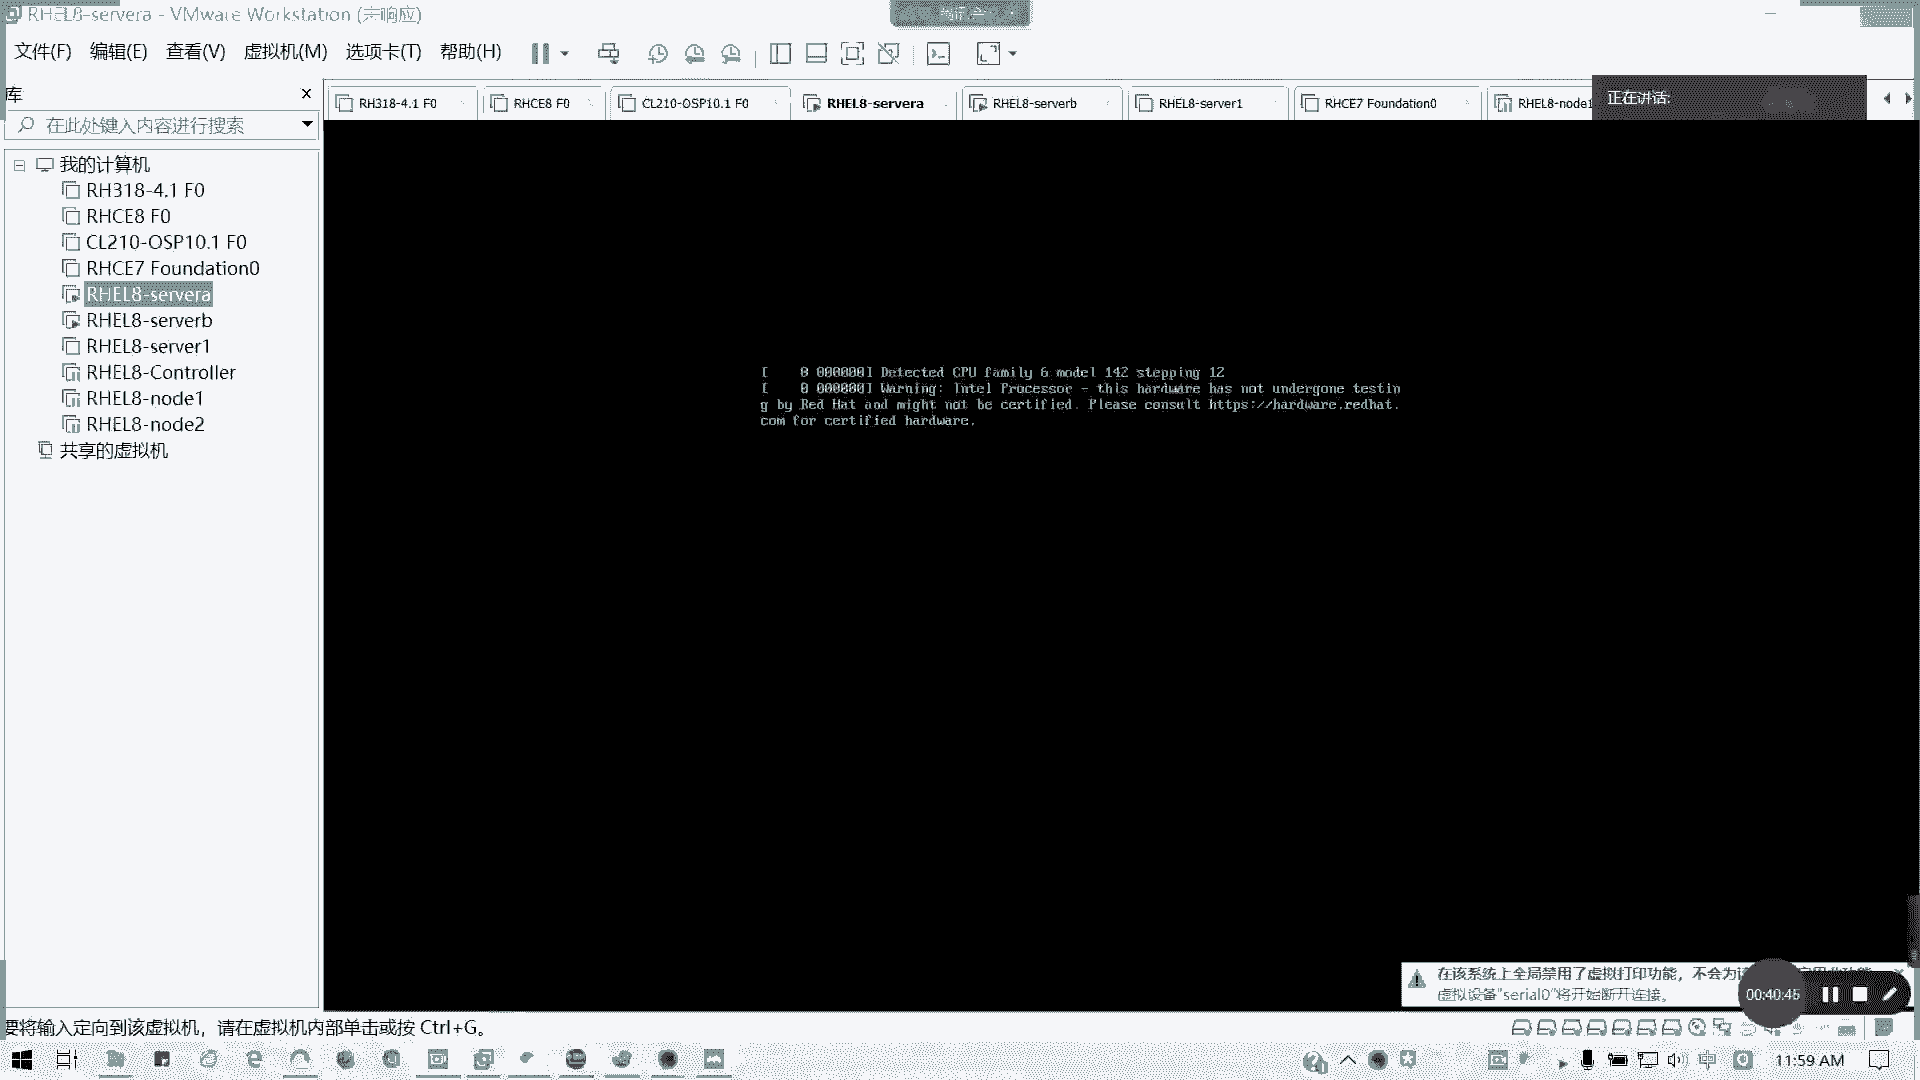 RHEL8-servera - VMware Workstation (未响应)
文件(F) 编辑(E) 查看(V) 虚拟机(M) 选项卡(T) 帮助(H)
库
在此处键入内容进行搜索
我的计算机
RH318-4.1 F0
RHCE8 F0
CL210-OSP10.1 F0
RHCE7 Foundation0
RHEL8-servera
RHEL8-serverb
RHEL8-server1
RHEL8-Controller
RHEL8-node1
RHEL8-node2
共享的虚拟机
RH318-4.1 F0 RHCE8 F0 CL210-OSP10.1 F0 RHEL8-servera RHEL8-serverb RHEL8-server1 RHCE7 Foundation0 RHEL8-node1
正在讲话:
[    0 000000] Detected CPU family 6 model 142 stepping 12
[    0 000000] Warning: Intel Processor - this hardware has not undergone testin
g by Red Hat and might not be certified. Please consult https://hardware.redhat.
com for certified hardware.
在该系统上全局禁用了虚拟打印功能，不会为该
虚拟设备"serial0"将开始断开连接。
00:40:45
要将输入定向到该虚拟机，请在虚拟机内部单击或按 Ctrl+G。
中
11:59 AM